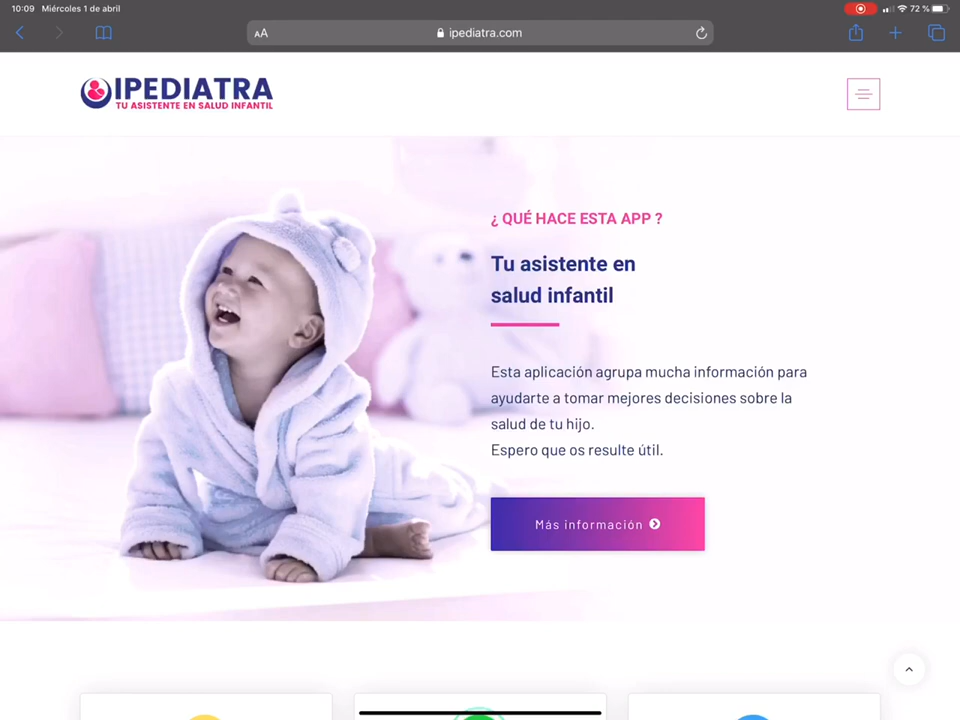 10:09 Miércoles 1 de abril
72 %
AA
ipediatra.com
IPEDIATRA
TU ASISTENTE EN SALUD INFANTIL
¿ QUÉ HACE ESTA APP ?
Tu asistente en
salud infantil
Esta aplicación agrupa mucha información para
ayudarte a tomar mejores decisiones sobre la
salud de tu hijo.
Espero que os resulte útil.
Más información